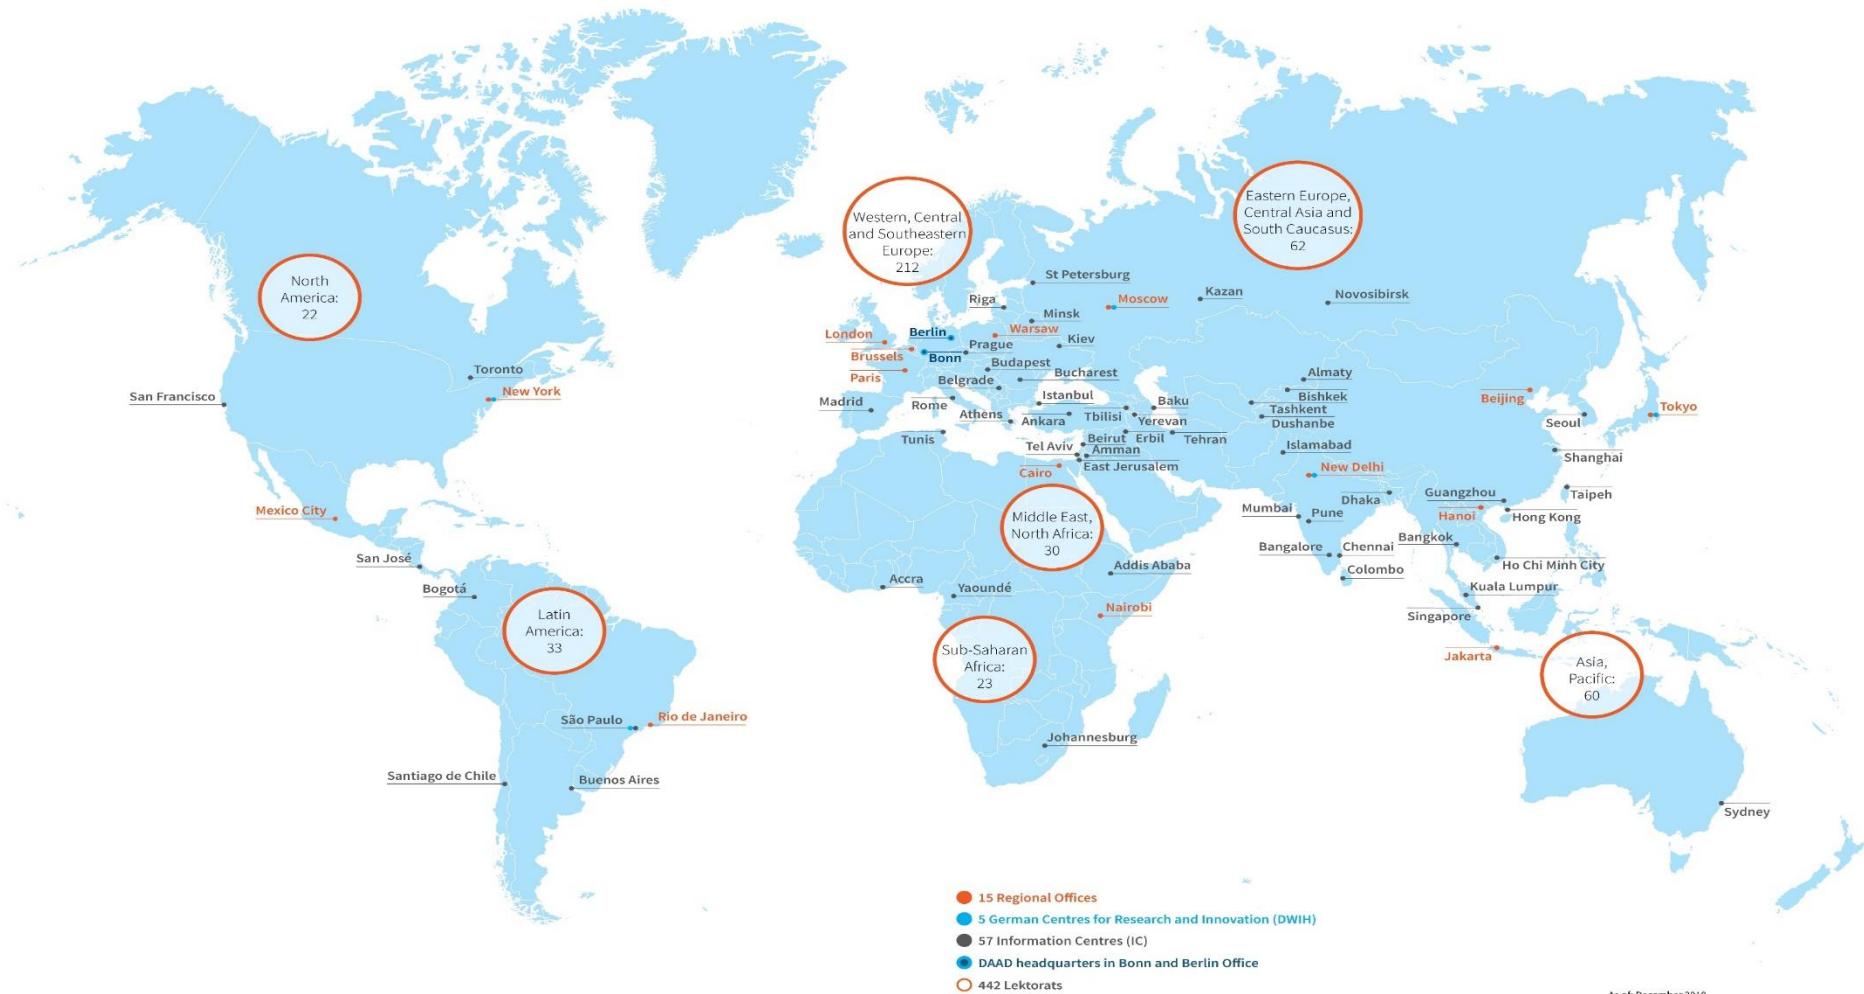 Western, Central
and Southeastern
Europe:
212
Eastern Europe,
Central Asia and
South Caucasus:
62
North
America:
22
St Petersburg
Riga
Moscow
Kazan
Novosibirsk
Minsk
London
Berlin
Warsaw
Kiev
Brussels
Bonn
Prague
Paris
Budapest
Toronto
Belgrade
Bucharest
Almaty
San Francisco
New York
Madrid
Rome
Istanbul
Baku
Bishkek
Beijing
Tokyo
Athens
Ankara
Tbilisi
Yerevan
Tashkent
Dushanbe
Seoul
Tunis
Tel Aviv
Beirut
Erbil
Tehran
Islamabad
Amman
East Jerusalem
Shanghai
Cairo
New Delhi
Mexico City
Dhaka
Guangzhou
Taipeh
Mumbai
Pune
Hanoi
Hong Kong
Middle East,
North Africa:
30
San José
Bangalore
Chennai
Bangkok
Ho Chi Minh City
Bogotá
Accra
Yaoundé
Addis Ababa
Colombo
Kuala Lumpur
Nairobi
Singapore
Latin
America:
33
Sub-Saharan
Africa:
23
Jakarta
Asia,
Pacific:
60
São Paulo
Rio de Janeiro
Johannesburg
Santiago de Chile
Buenos Aires
Sydney
15 Regional Offices
5 German Centres for Research and Innovation (DWIH)
57 Information Centres (IC)
DAAD headquarters in Bonn and Berlin Office
442 Lektorats